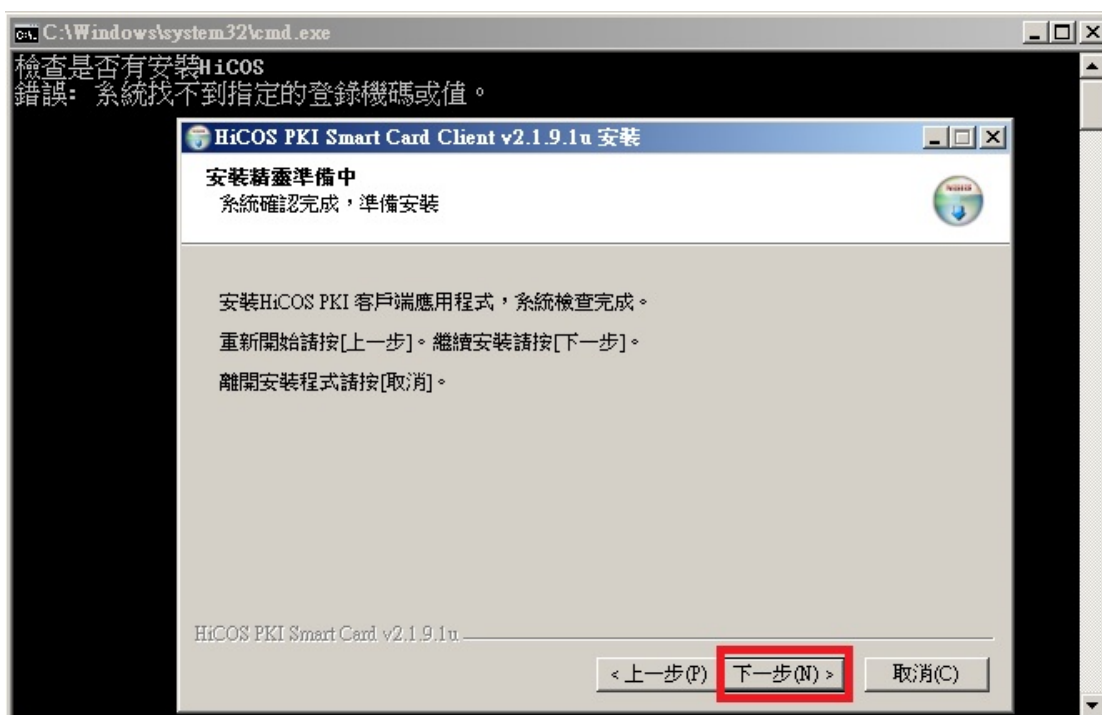 C:\Windows\system32\cmd.exe
檢查是否有安裝HiCOS
錯誤: 系統找不到指定的登錄機碼或值。
HiCOS PKI Smart Card Client v2.1.9.1u 安裝
安裝精靈準備中
系統確認完成,準備安裝
安裝HiCOS PKI 客戶端應用程式,系統檢查完成。
重新開始請按[上一步]。繼續安裝請按[下一步]。
離開安裝程式請按[取消]。
HiCOS PKI Smart Card v2.1.9.1u
<上一步(P) 下一步(N)> 取消(C)